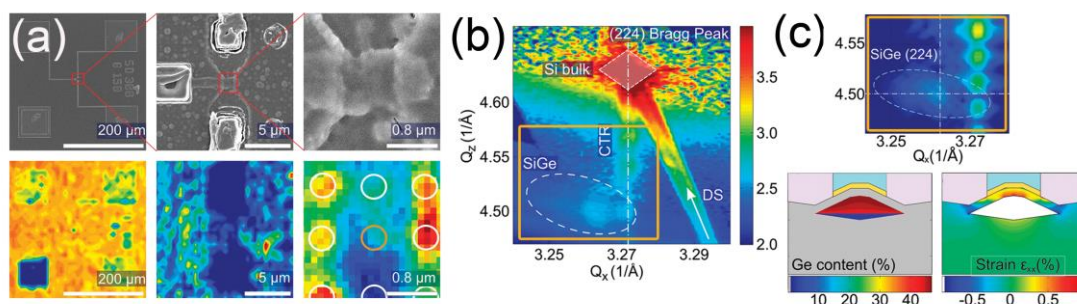 (a)
200 µm
5 µm
0.8 µm
200 µm
5 µm
0.8 µm
(b)
(224) Bragg Peak
Si bulk
CTR
SiGe
DS
Qz (1/Å)
4.60
4.55
4.50
3.25
3.27
3.29
Qx (1/Å)
3.5
3.0
2.5
2.0
(c)
SiGe (224)
4.55
4.50
3.25
3.27
Qx(1/Å)
Ge content (%)
10 20 30 40
Strain εxx(%)
-0.5 0 0.5